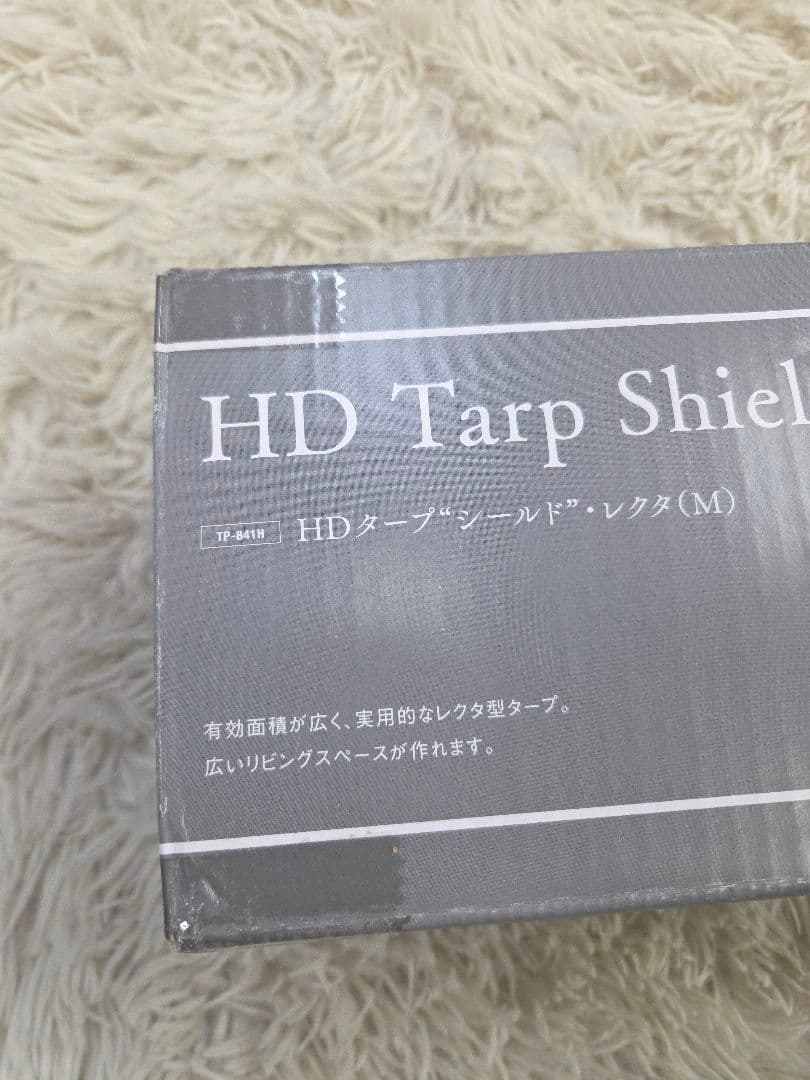 HD Tarp Shiel
TP-841H HDタープ“シールド”・レクタ(M)
有効面積が広く、実用的なレクタ型タープ。
広いリビングスペースが作れます。